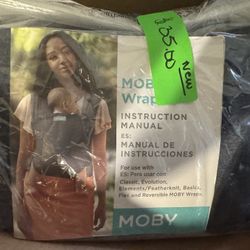 35.00
New
MOBY
Wrap
INSTRUCTION
MANUAL
ES:
MANUAL DE
INSTRUCCIONES
For use with
ES: Para usar con
Classic, Evolution,
Elements/Featherknit, Basics,
Flex and Reversible MOBY Wraps
MOBY